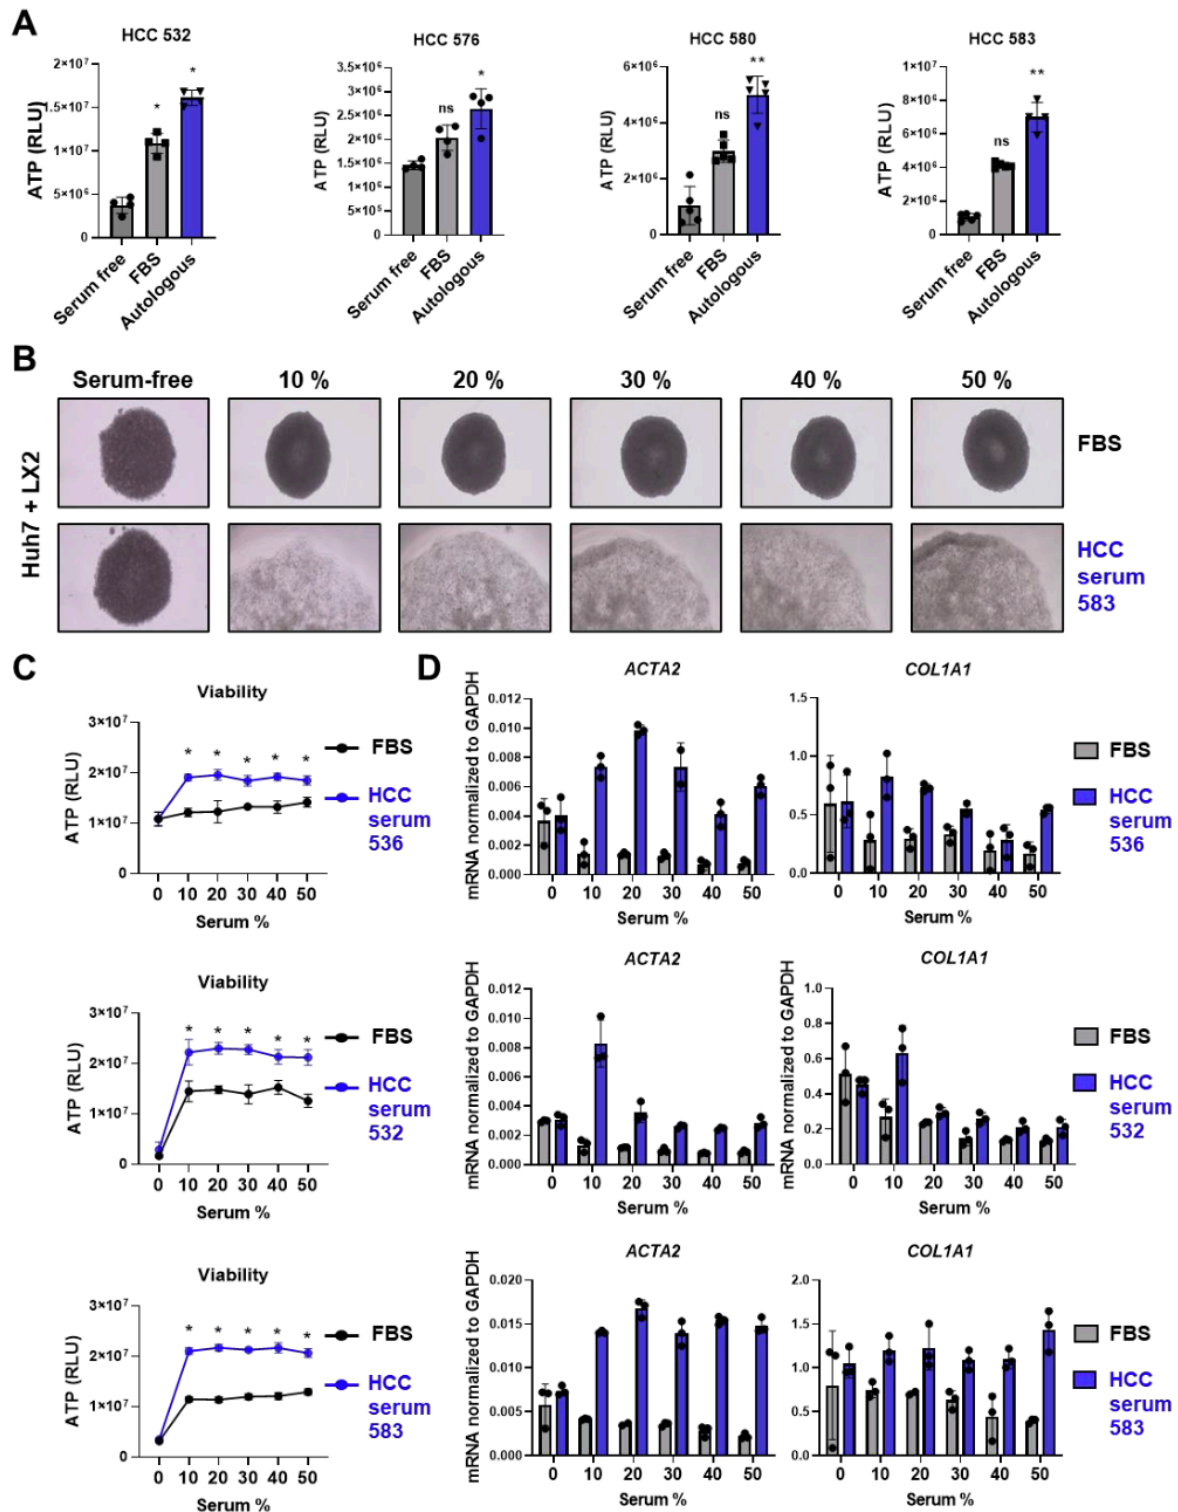 A
HCC 532
ATP (RLU)
2×10⁷
1.5×10⁷
1×10⁷
5×10⁶
0
*
*
Serum free
FBS
Autologous
HCC 576
ATP (RLU)
3.5×10⁶
3×10⁶
2.5×10⁶
2×10⁶
1.5×10⁶
1×10⁶
5×10⁵
0
ns
*
Serum free
FBS
Autologous
HCC 580
ATP (RLU)
6×10⁶
4×10⁶
2×10⁶
0
ns
**
Serum free
FBS
Autologous
HCC 583
ATP (RLU)
1×10⁷
8×10⁶
6×10⁶
4×10⁶
2×10⁶
0
ns
**
Serum free
FBS
Autologous
B
Serum-free 10 % 20 % 30 % 40 % 50 %
Huh7 + LX2
FBS
HCC
serum
583
C
Viability
ATP (RLU)
3×10⁷
2×10⁷
1×10⁷
0
* * * * *
0 10 20 30 40 50
Serum %
FBS
HCC
serum
536
Viability
ATP (RLU)
3×10⁷
2×10⁷
1×10⁷
0
* * * * *
0 10 20 30 40 50
Serum %
FBS
HCC
serum
532
Viability
ATP (RLU)
3×10⁷
2×10⁷
1×10⁷
0
* * * * *
0 10 20 30 40 50
Serum %
FBS
HCC
serum
583
D
ACTA2
mRNA normalized to GAPDH
0.012
0.010
0.008
0.006
0.004
0.002
0.000
0 10 20 30 40 50
Serum %
COL1A1
1.5
1.0
0.5
0.0
0 10 20 30 40 50
Serum %
FBS
HCC
serum
536
ACTA2
mRNA normalized to GAPDH
0.012
0.010
0.008
0.006
0.004
0.002
0.000
0 10 20 30 40 50
Serum %
COL1A1
mRNA normalized to GAPDH
1.0
0.8
0.6
0.4
0.2
0.0
0 10 20 30 40 50
Serum %
FBS
HCC
serum
532
ACTA2
mRNA normalized to GAPDH
0.020
0.015
0.010
0.005
0.000
0 10 20 30 40 50
Serum %
COL1A1
2.0
1.5
1.0
0.5
0.0
0 10 20 30 40 50
Serum %
FBS
HCC
serum
583